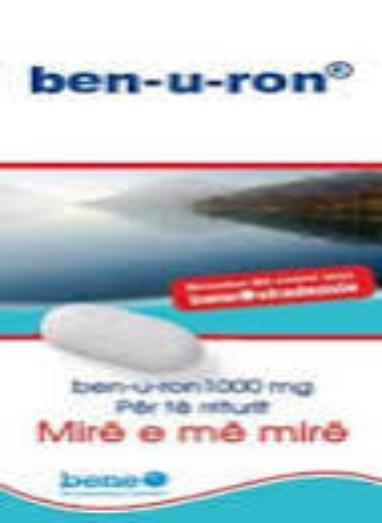 ben-u-ron®
ben-u-ron 1000 mg
Për të rriturit
Mirë e më mirë
bene